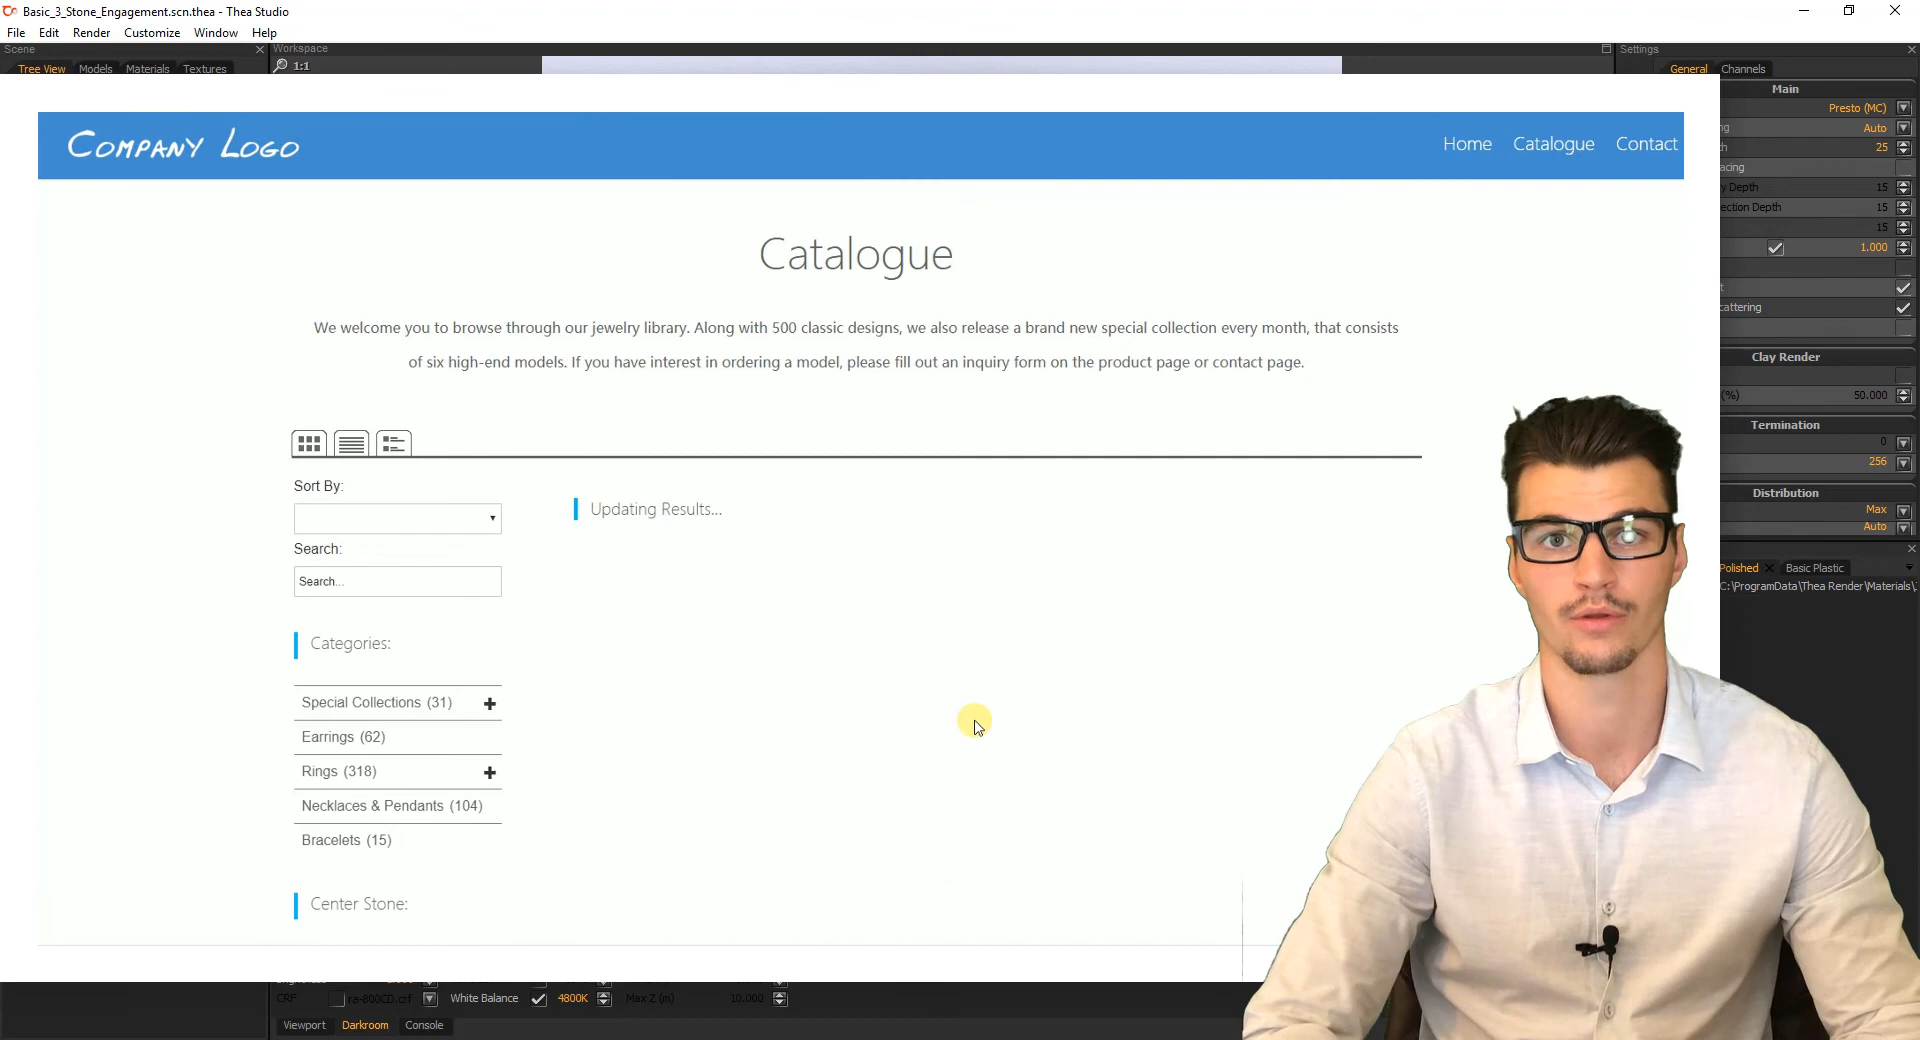 Basic_3_Stone_Engagement.scn.thea - Thea Studio
File Edit Render Customize Window Help
Scene
Workspace
Settings
Tree View Models Materials Textures
1:1
General Channels
Main
Presto (MC)
Auto
25
15
ection Depth 15
15
1.000
Clay Render
(%) 50.000
Termination
0
256
Distribution
Max
Auto
Polished Basic Plastic
C:\ProgramData\Thea Render\Materials\
COMPANY LOGO
Home Catalogue Contact
Catalogue
We welcome you to browse through our jewelry library. Along with 500 classic designs, we also release a brand new special collection every month, that consists
of six high-end models. If you have interest in ordering a model, please fill out an inquiry form on the product page or contact page.
Sort By:
Search:
Search...
Categories:
Special Collections (31)
Earrings (62)
Rings (318)
Necklaces & Pendants (104)
Bracelets (15)
Center Stone:
Updating Results...
CRF ra-800CD.crf White Balance 4800K Max Z (m) 10.000
Viewport Darkroom Console